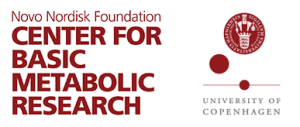 Novo Nordisk Foundation
CENTER FOR
BASIC
METABOLIC
RESEARCH
UNIVERSITY OF
COPENHAGEN